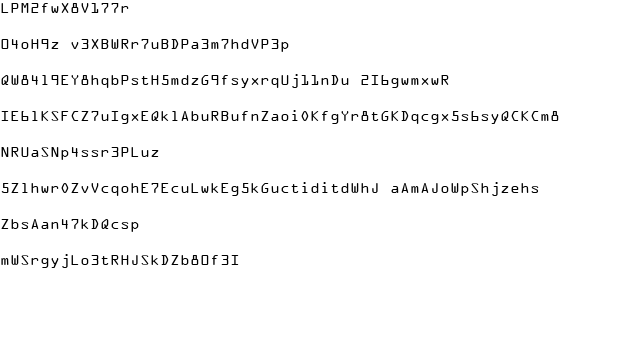 LPM2fwX8V177r
O4oH9z v3XBWRr7uBDPa3m7hdVP3p
QW8419EY8hqbPstH5mdzG9fsyxrqUj11nDu 2I6gwmxwR
IE61KSFCZ7uIgxEQk1AbuRBufnZaoi0KfgYr8tGKDqcgx5s6syQCKCm8
NRUaSNp4ssr3PLuz
5Z1hwr0ZvVcqohE7EcuLwkEg5kGuctiditdWhJ aAmAJoWpShjzehs
ZbsAan47kDQcsp
mWSrgyjLo3tRHJSkDZb8Of3I